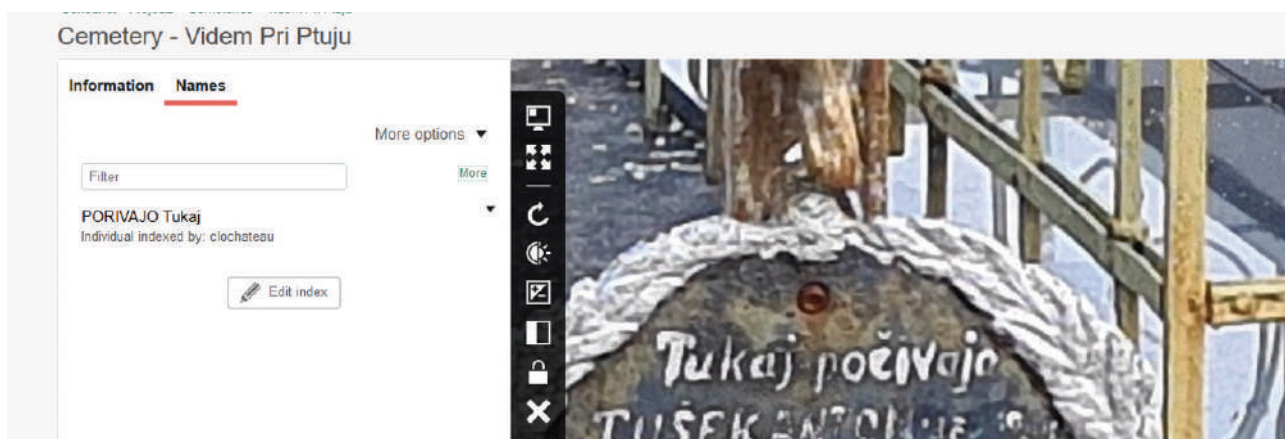 Cemetery - Videm Pri Ptuju
Information Names
More options
Filter
More
PORIVAJO Tukaj
Individual indexed by: clochateau
Edit index
Tukaj počivajo
TUŠEK